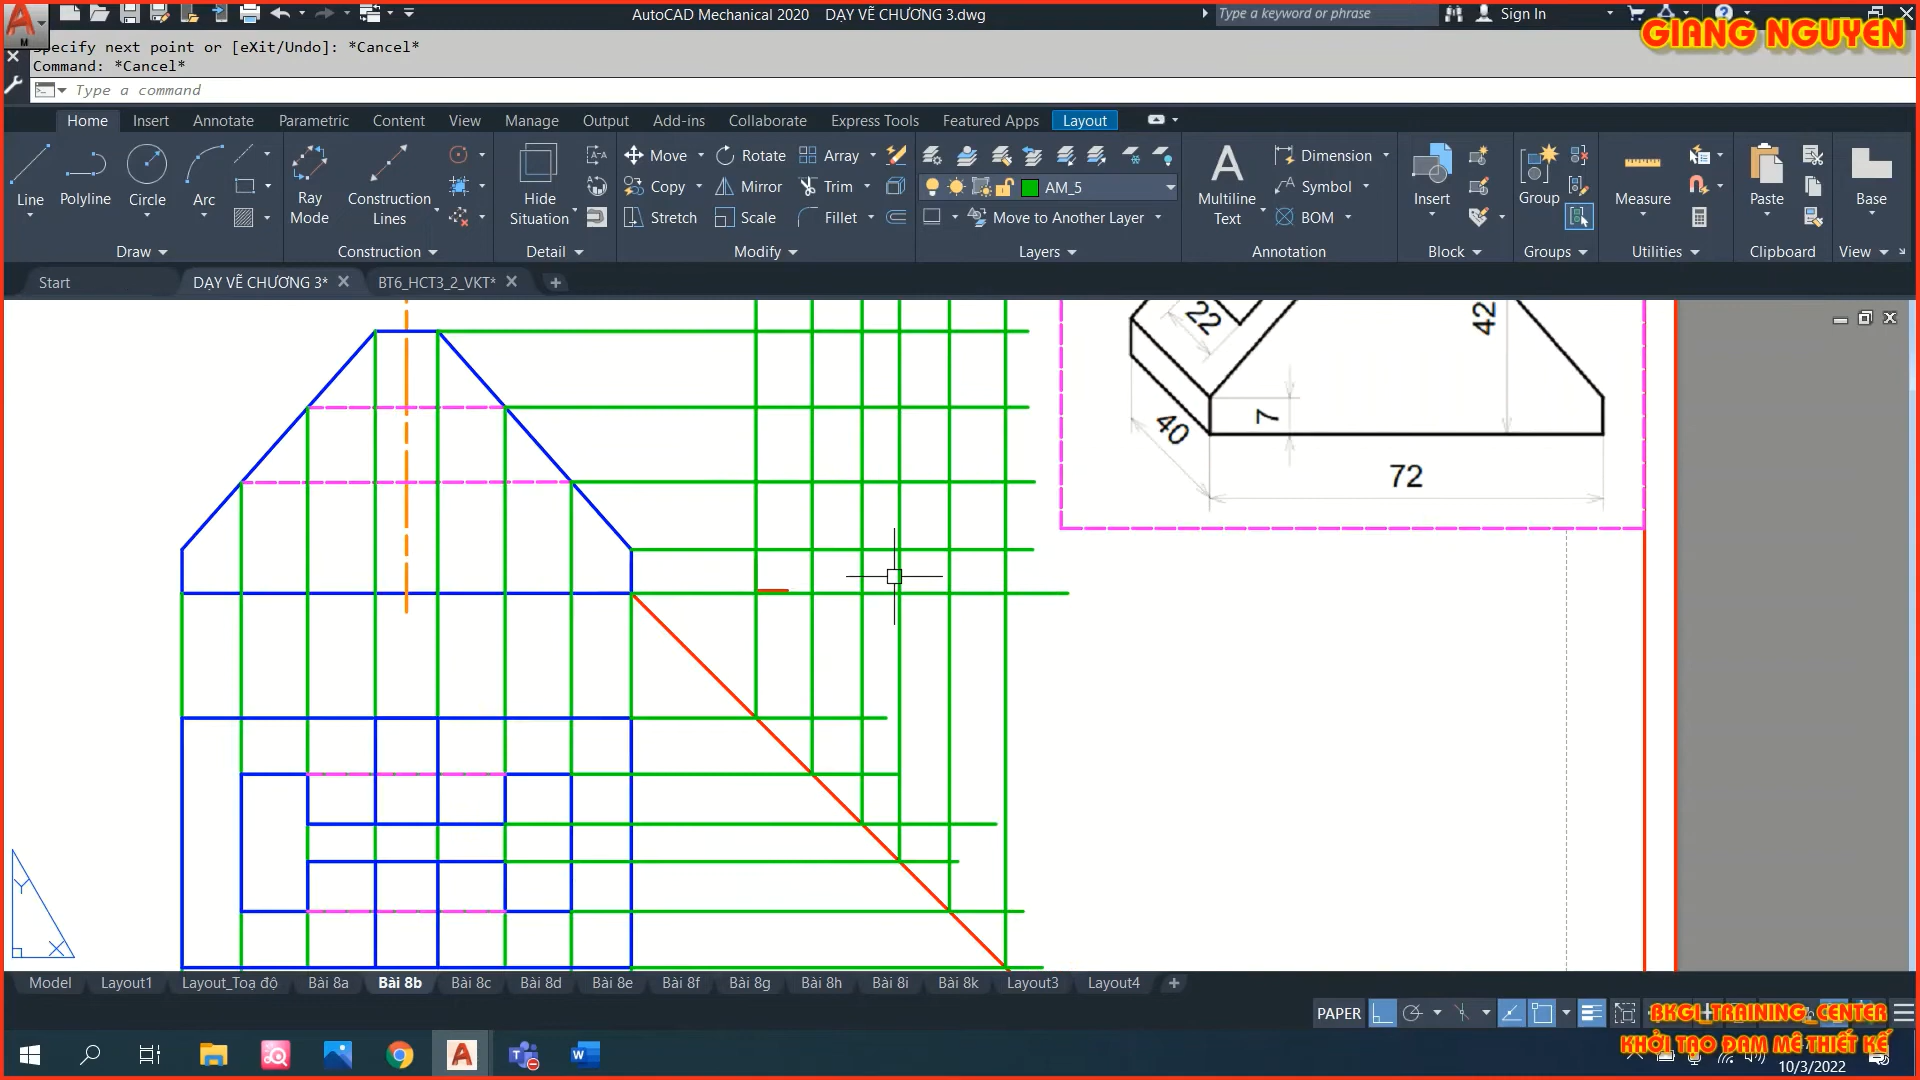 AutoCAD Mechanical 2020 DẠY VẼ CHƯƠNG 3.dwg
Type a keyword or phrase
Sign In
GIANG NGUYEN
M
Specify next point or [eXit/Undo]: *Cancel*
Command: *Cancel*
Type a command
Home Insert Annotate Parametric Content View Manage Output Add-ins Collaborate Express Tools Featured Apps Layout
Line Polyline Circle Arc
Ray Mode
Construction Lines
Hide Situation
Move Rotate Array
Copy Mirror Trim
Stretch Scale Fillet
AM_5
Move to Another Layer
Multiline Text
Dimension
Symbol
BOM
Insert
Group
Measure
Paste
Base
Draw Construction Detail Modify Layers Annotation Block Groups Utilities Clipboard View
Start DẠY VẼ CHƯƠNG 3* BT6_HCT3_2_VKT*
22
42
40
7
72
Y
X
Model Layout1 Layout_Toạ độ Bài 8a Bài 8b Bài 8c Bài 8d Bài 8e Bài 8f Bài 8g Bài 8h Bài 8i Bài 8k Layout3 Layout4
PAPER
BKGI_TRAINING_CENTER
KHỞI TẠO ĐAM MÊ THIẾT KẾ
10/3/2022